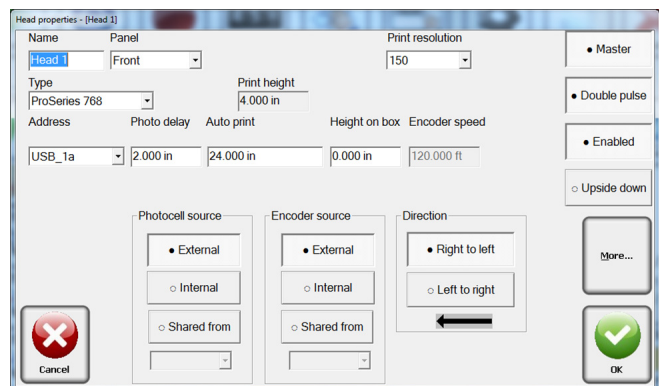 Head properties - [Head 1]
Name Panel Print resolution
Head 1 Front 150
Master
Type Print height
ProSeries 768 4.000 in
Double pulse
Address Photo delay Auto print Height on box Encoder speed
USB_1a 2.000 in 24.000 in 0.000 in 120.000 ft
Enabled
Upside down
Photocell source Encoder source Direction
External External Right to left
More...
Internal Internal Left to right
Shared from Shared from
Cancel OK